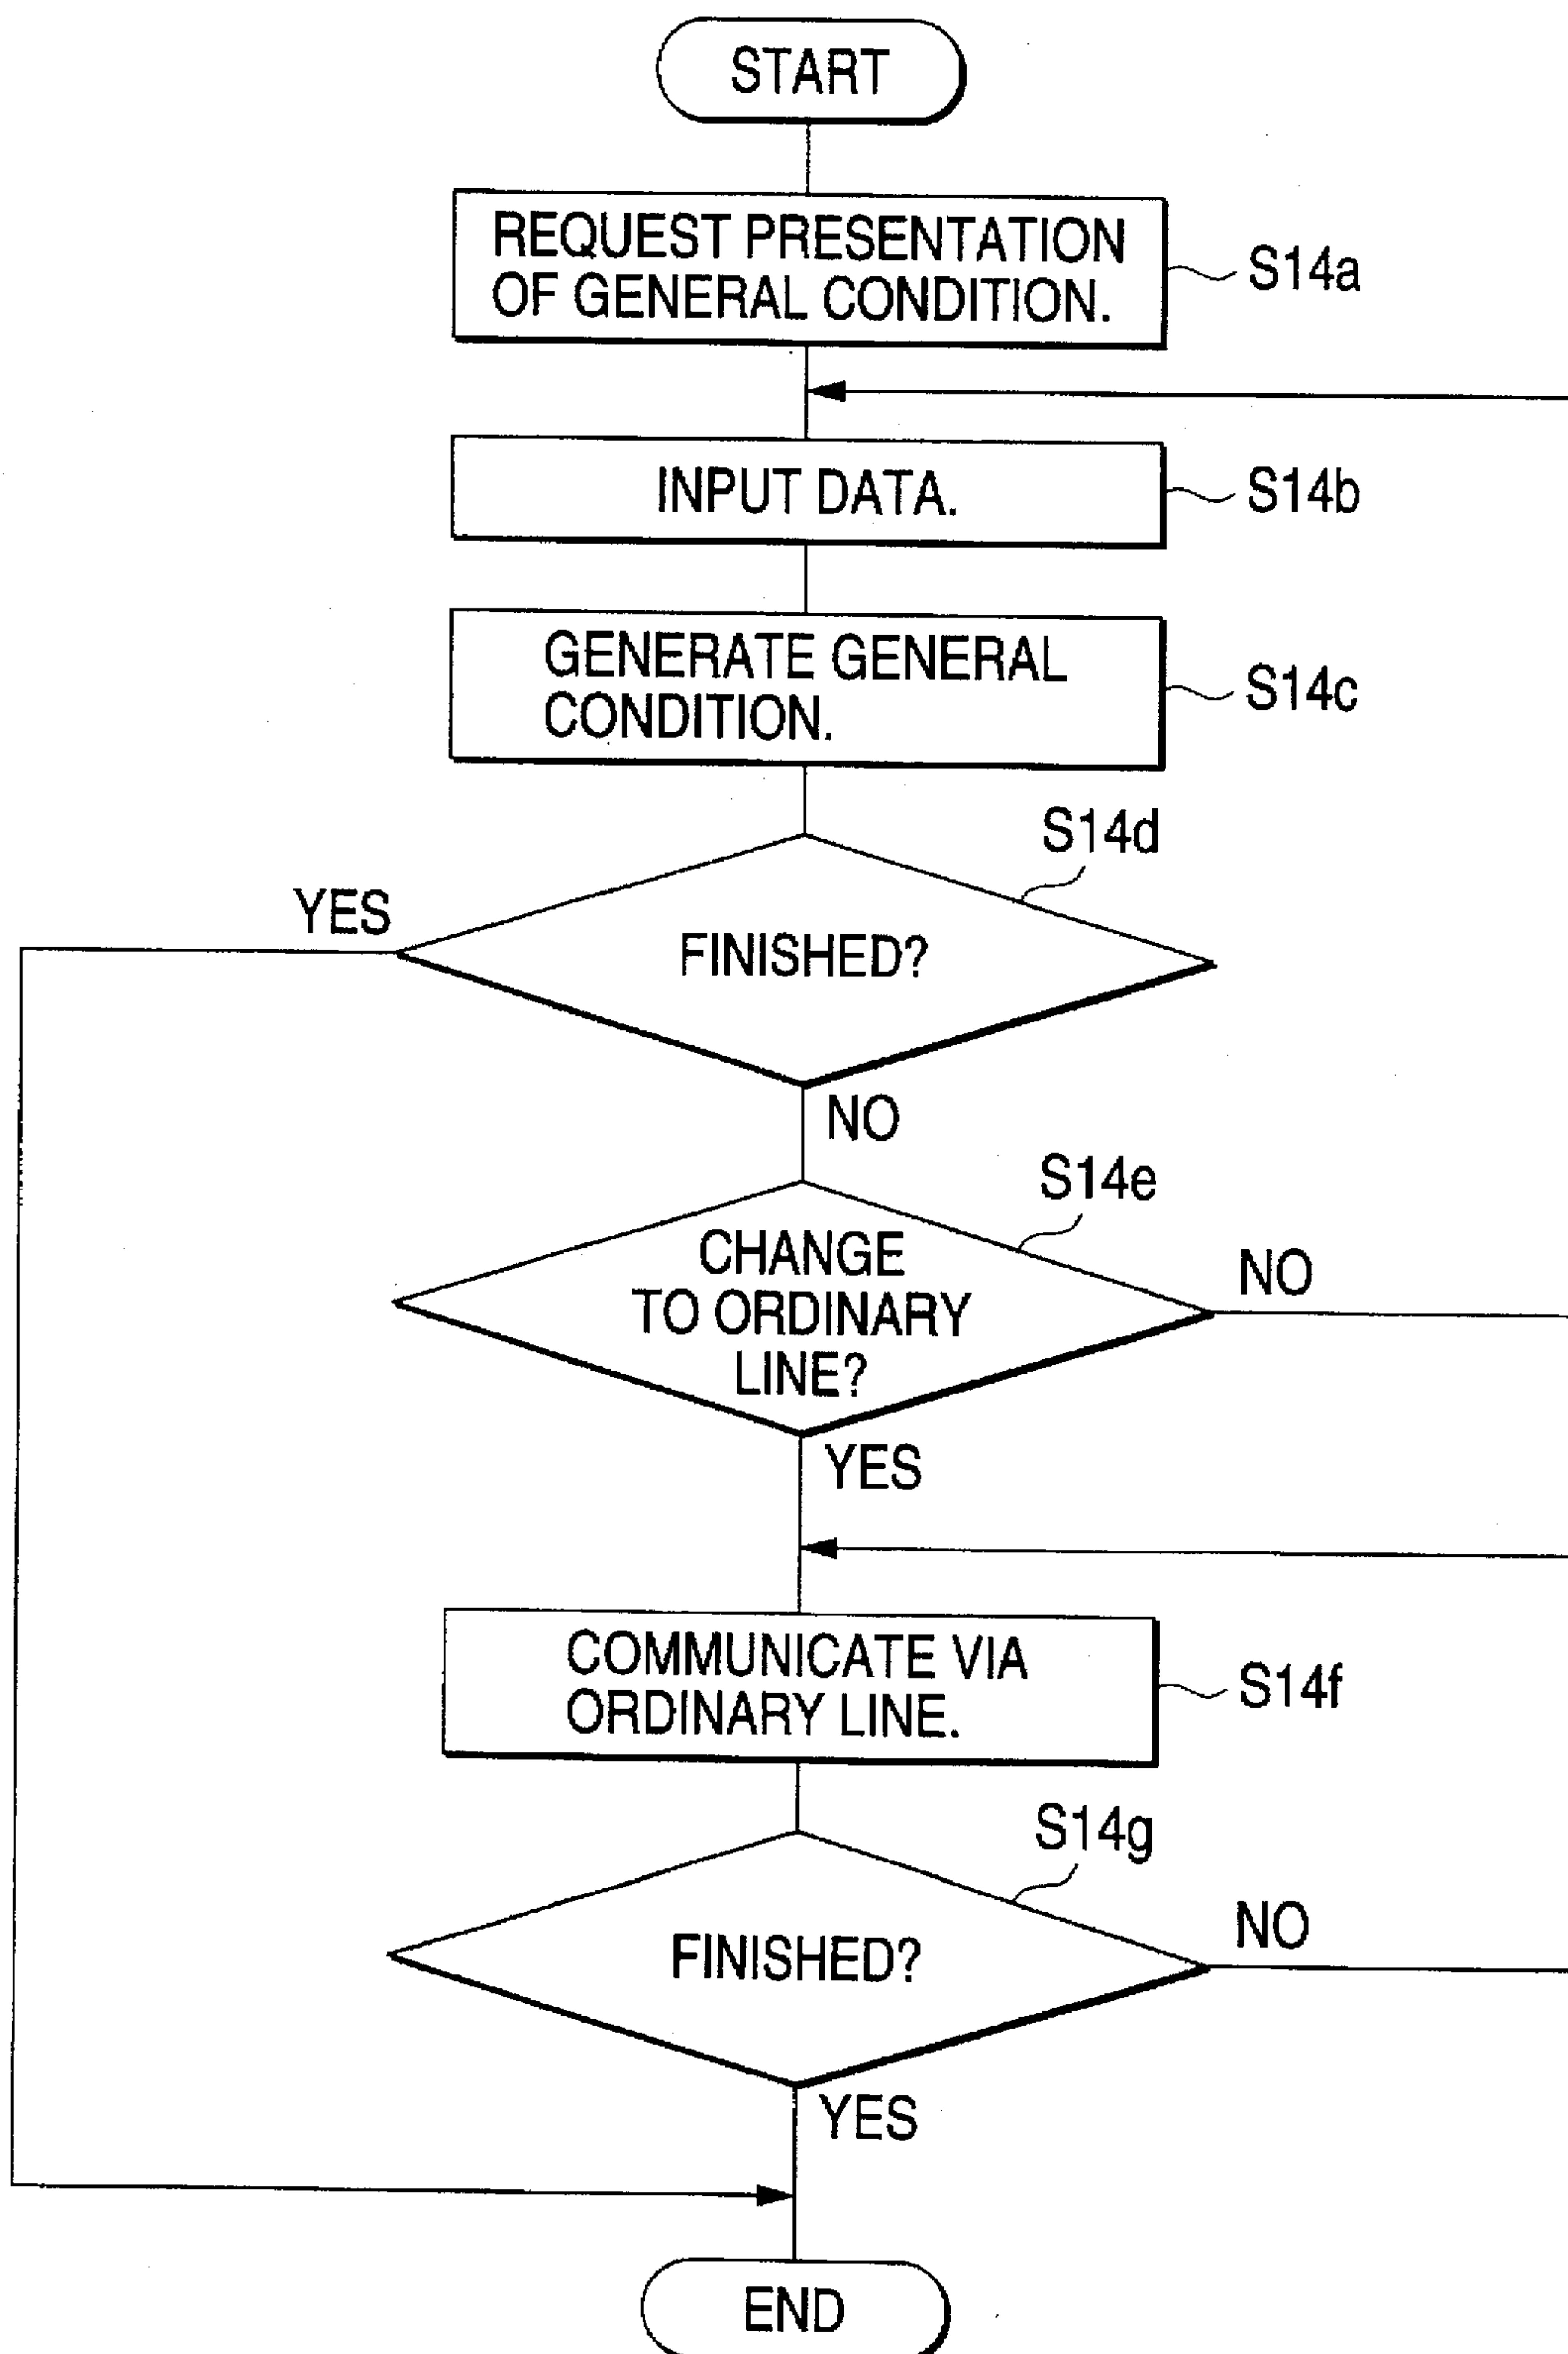 START
REQUEST PRESENTATION
OF GENERAL CONDITION.
S14a
INPUT DATA.
S14b
GENERATE GENERAL
CONDITION.
S14c
S14d
YES
FINISHED?
NO
S14e
CHANGE
TO ORDINARY
LINE?
NO
YES
COMMUNICATE VIA
ORDINARY LINE.
S14f
S14g
FINISHED?
NO
YES
END